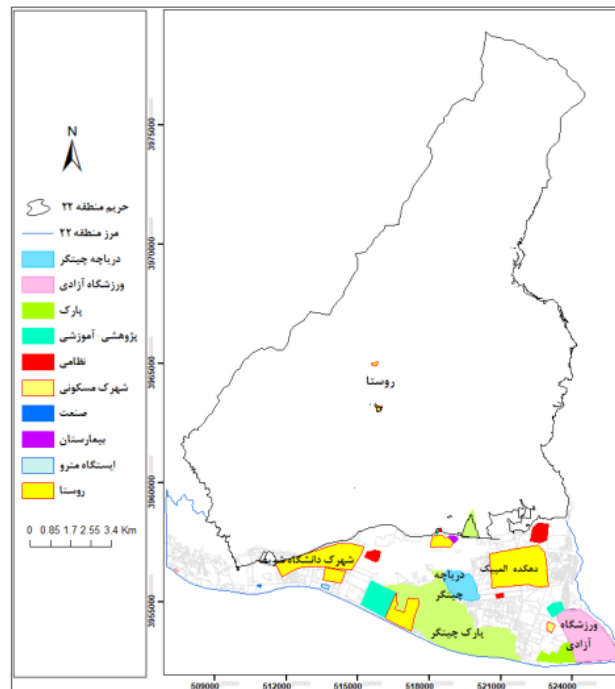 N
حریم منطقه ۲۲
مرز منطقه ۲۲
دریاچه چیتگر
ورزشگاه آزادی
پارک
پژوهشی- آموزشی
نظامی
شهرک مسکونی
صنعت
بیمارستان
ایستگاه مترو
روستا
0 0.85 1.7 2.55 3.4 Km
3975000
3970000
3965000
3960000
3955000
روستا
شهرک دانشگاه شریف
دریاچه
چیتگر
دهکده المپیک
پارک چیتگر
ورزشگاه
آزادی
509000 512000 515000 518000 521000 524000